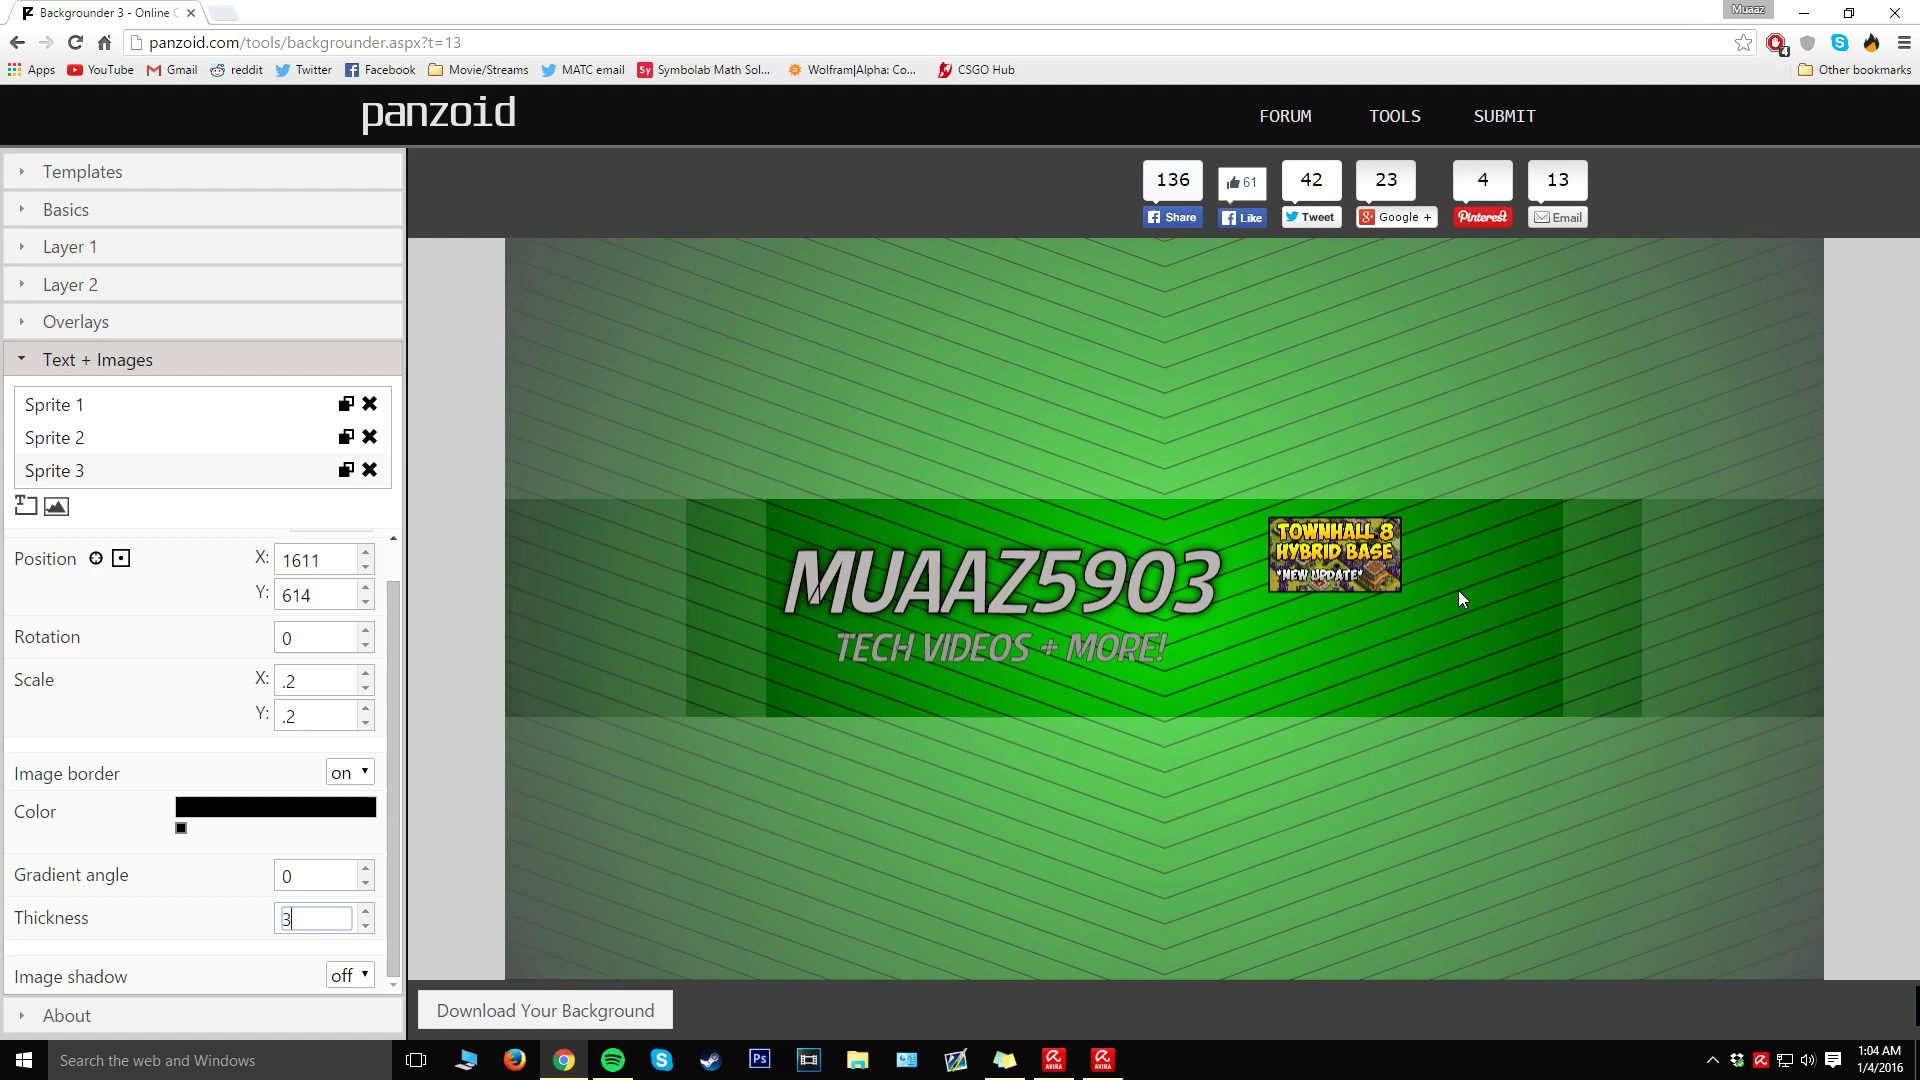 Backgrounder 3 - Online C
Muaaz
panzoid.com/tools/backgrounder.aspx?t=13
4
Apps
YouTube
Gmail
reddit
Twitter
Facebook
Movie/Streams
MATC email
Sy Symbolab Math Sol...
Wolfram|Alpha: Co...
CSGO Hub
Other bookmarks
panzoid
FORUM
TOOLS
SUBMIT
136
61
42
23
4
13
Share
Like
Tweet
Google +
Pinterest
Email
Templates
Basics
Layer 1
Layer 2
Overlays
Text + Images
Sprite 1
Sprite 2
Sprite 3
Position X: 1611
Y: 614
Rotation 0
Scale X: .2
Y: .2
Image border on
Color
Gradient angle 0
Thickness 3
Image shadow off
About
MUAAZ5903
TECH VIDEOS + MORE!
TOWNHALL 8
HYBRID BASE
*NEW UPDATE*
Download Your Background
Search the web and Windows
Ps
AVIRA
AVIRA
1:04 AM
1/4/2016